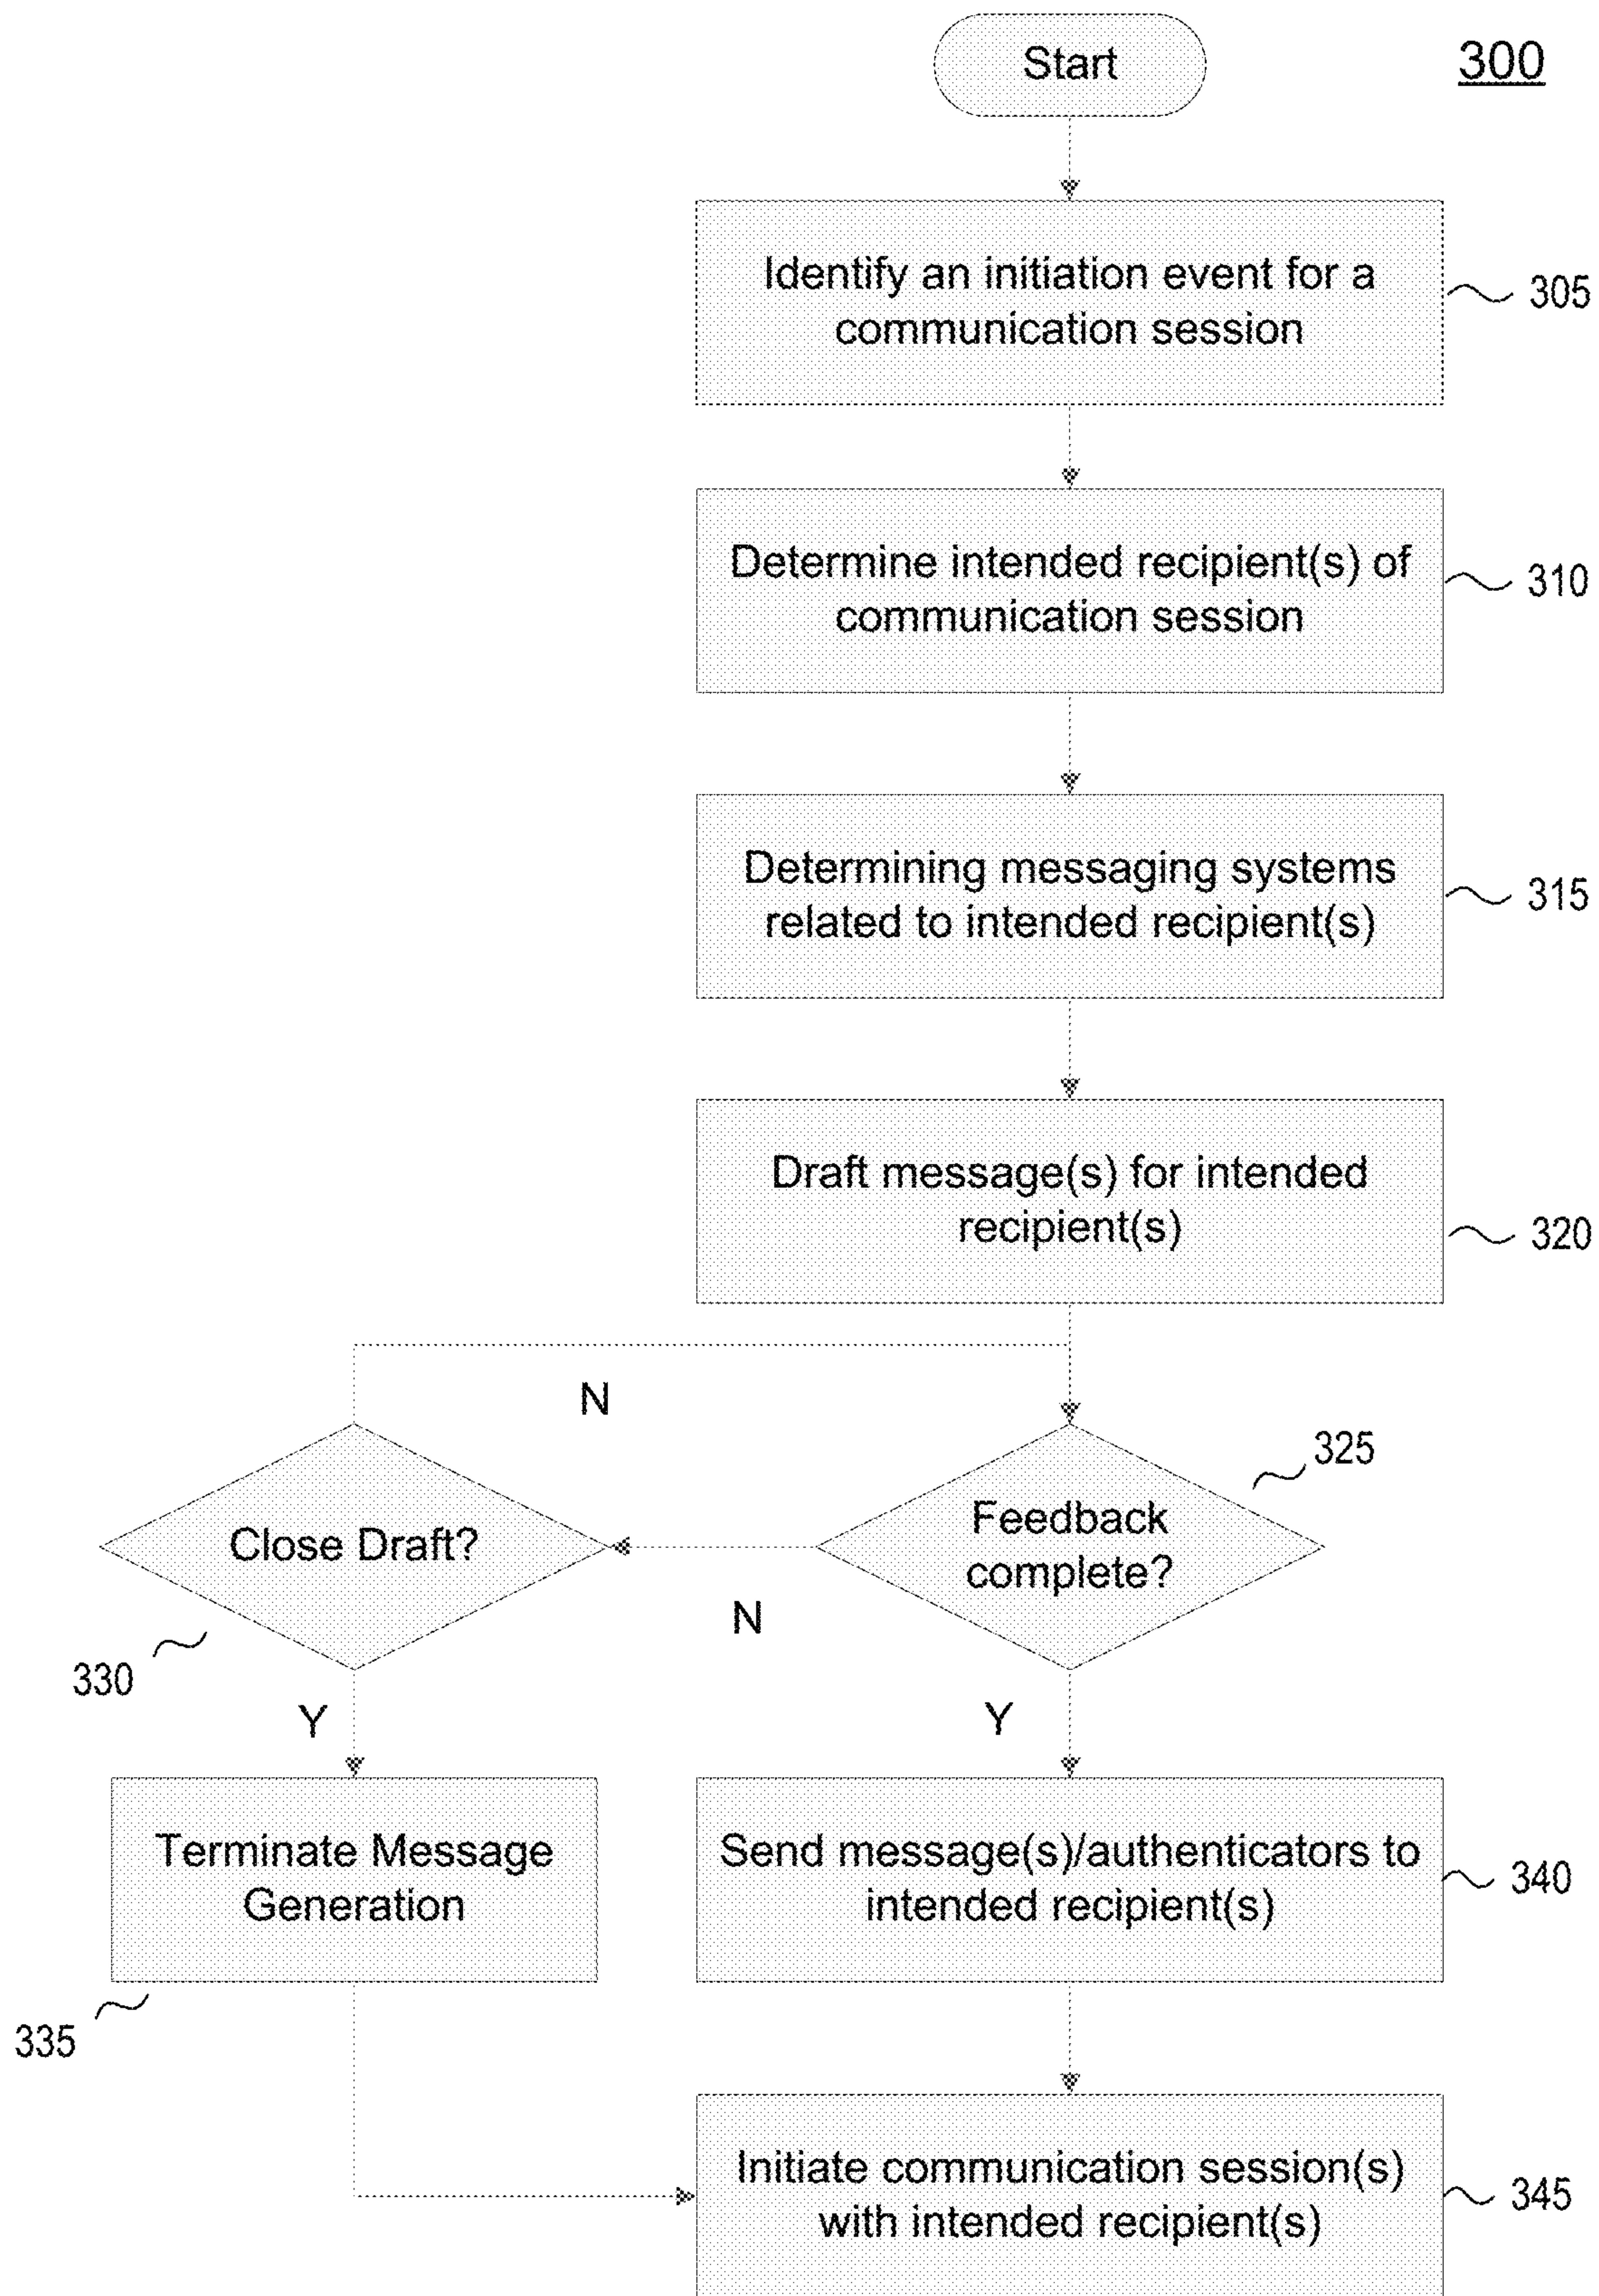 Start
300
Identify an initiation event for a
communication session
305
Determine intended recipient(s) of
communication session
310
Determining messaging systems
related to intended recipient(s)
315
Draft message(s) for intended
recipient(s)
320
N
325
Close Draft?
Feedback
complete?
N
330
Y
Y
Terminate Message
Generation
335
Send message(s)/authenticators to
intended recipient(s)
340
Initiate communication session(s)
with intended recipient(s)
345